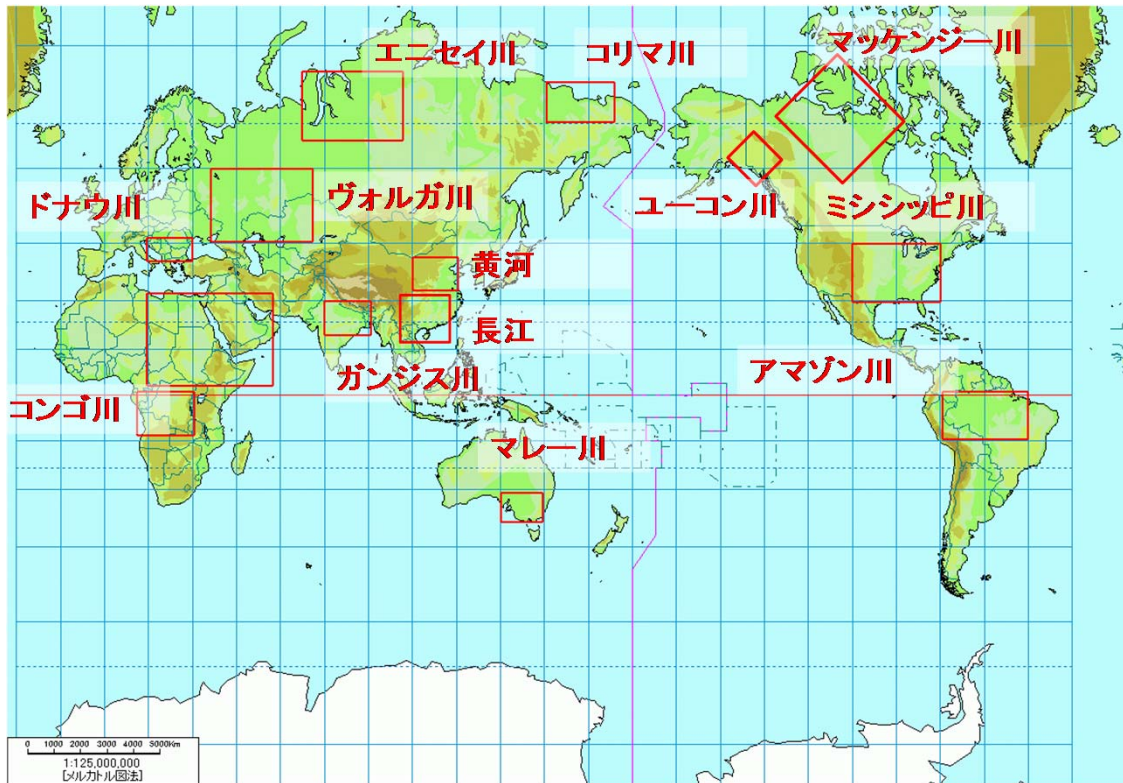 エニセイ川
コリマ川
マッケンジー川
ドナウ川
ヴォルガ川
ユーコン川
ミシシッピ川
黄河
長江
ガンジス川
アマゾン川
コンゴ川
マレー川
0 1000 2000 3000 4000 5000Km
1:125,000,000
[メルカトル図法]